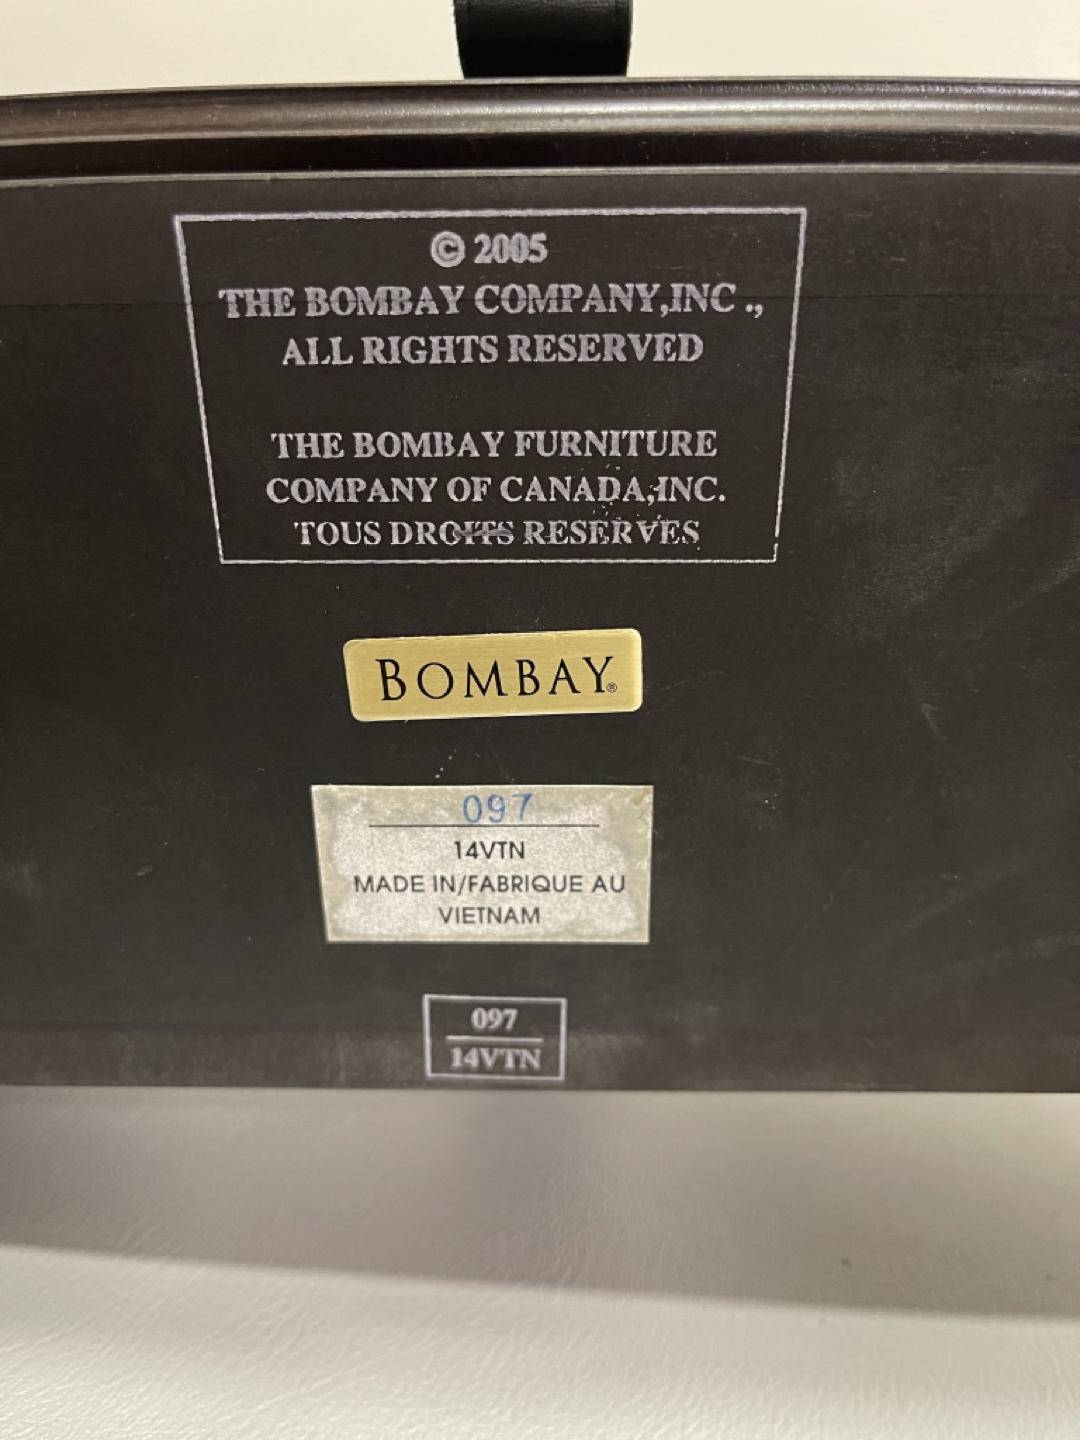 © 2005
THE BOMBAY COMPANY,INC .,
ALL RIGHTS RESERVED
THE BOMBAY FURNITURE
COMPANY OF CANADA,INC.
TOUS DROITS RESERVES
BOMBAY®
097
14VTN
MADE IN/FABRIQUE AU
VIETNAM
097
14VTN